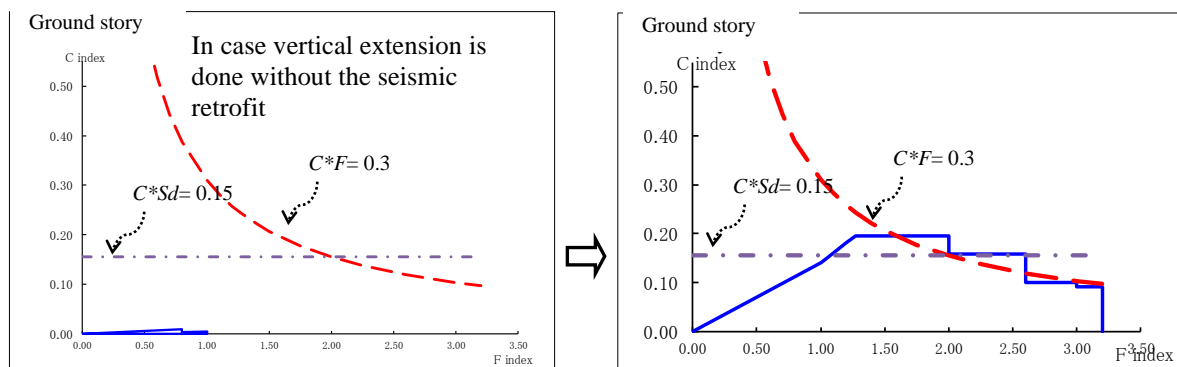 Ground story
C index
In case vertical extension is
done without the seismic
retrofit
0.50
0.40
0.30
0.20
0.10
0.00
C*F= 0.3
C*Sd= 0.15
0.00 0.50 1.00 1.50 2.00 2.50 3.00 3.50
F index
Ground story
C index
0.50
0.40
0.30
0.20
0.10
0.00
C*F= 0.3
C*Sd= 0.15
0.00 0.50 1.00 1.50 2.00 2.50 3.00 3.50
F index